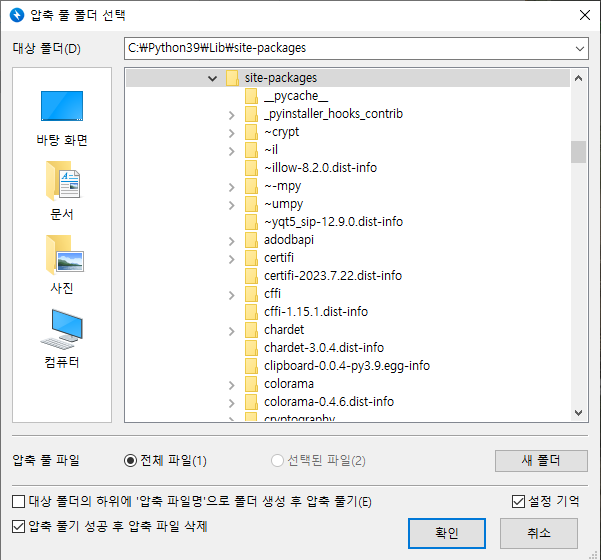 압축 풀 폴더 선택
대상 폴더(D)
C:₩Python39₩Lib₩site-packages
바탕 화면
문서
사진
컴퓨터
site-packages
__pycache__
_pyinstaller_hooks_contrib
~crypt
~il
~illow-8.2.0.dist-info
~-mpy
~umpy
~yqt5_sip-12.9.0.dist-info
adodbapi
certifi
certifi-2023.7.22.dist-info
cffi
cffi-1.15.1.dist-info
chardet
chardet-3.0.4.dist-info
clipboard-0.0.4-py3.9.egg-info
colorama
colorama-0.4.6.dist-info
cryptography
압축 풀 파일
전체 파일(1)
선택된 파일(2)
새 폴더
대상 폴더의 하위에 '압축 파일명'으로 폴더 생성 후 압축 풀기(E)
설정 기억
압축 풀기 성공 후 압축 파일 삭제
확인
취소